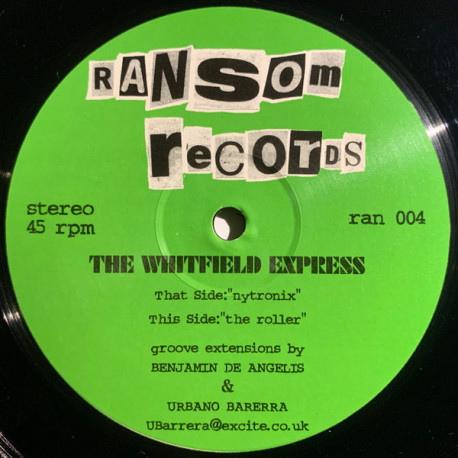 RANSOm
recorDS
stereo
45 rpm
ran 004
THE WHITFIELD EXPRESS
That Side:"nytronix"
This Side:"the roller"
groove extensions by
BENJAMIN DE ANGELIS
&
URBANO BARERRA
UBarrera@excite.co.uk